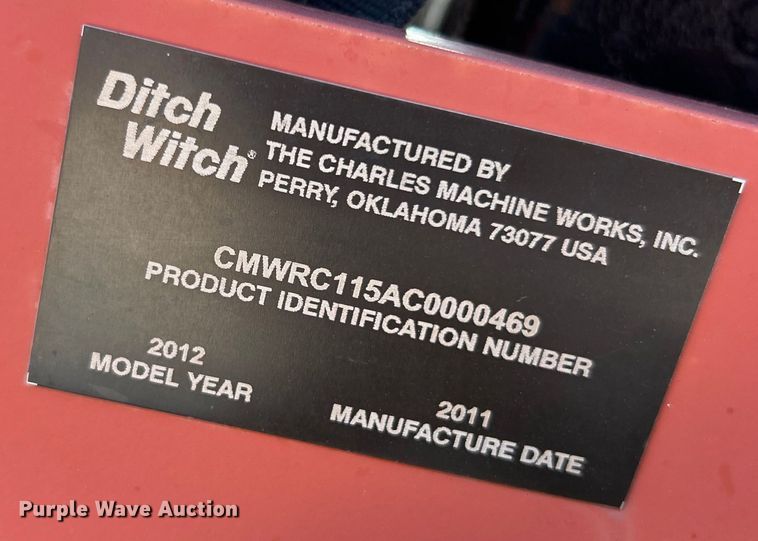 Ditch
Witch®
MANUFACTURED BY
THE CHARLES MACHINE WORKS, INC.
PERRY, OKLAHOMA 73077 USA
CMWRC115AC0000469
PRODUCT IDENTIFICATION NUMBER
2012
MODEL YEAR
2011
MANUFACTURE DATE
Purple Wave Auction